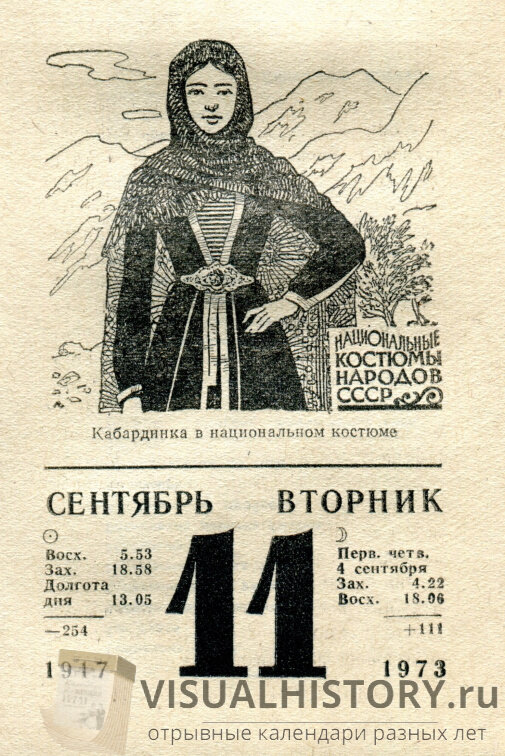 НАЦИОНАЛЬНЫЕ
КОСТЮМЫ
НАРОДОВ
СССР
Кабардинка в национальном костюме
СЕНТЯБРЬ ВТОРНИК
11
Восх. 5.53
Зах. 18.58
Долгота
дня 13.05
—254
Перв. четв.
4 сентября
Зах. 4.22
Восх. 18.06
+111
1917 1973
VISUALHISTORY.ru
отрывные календари разных лет